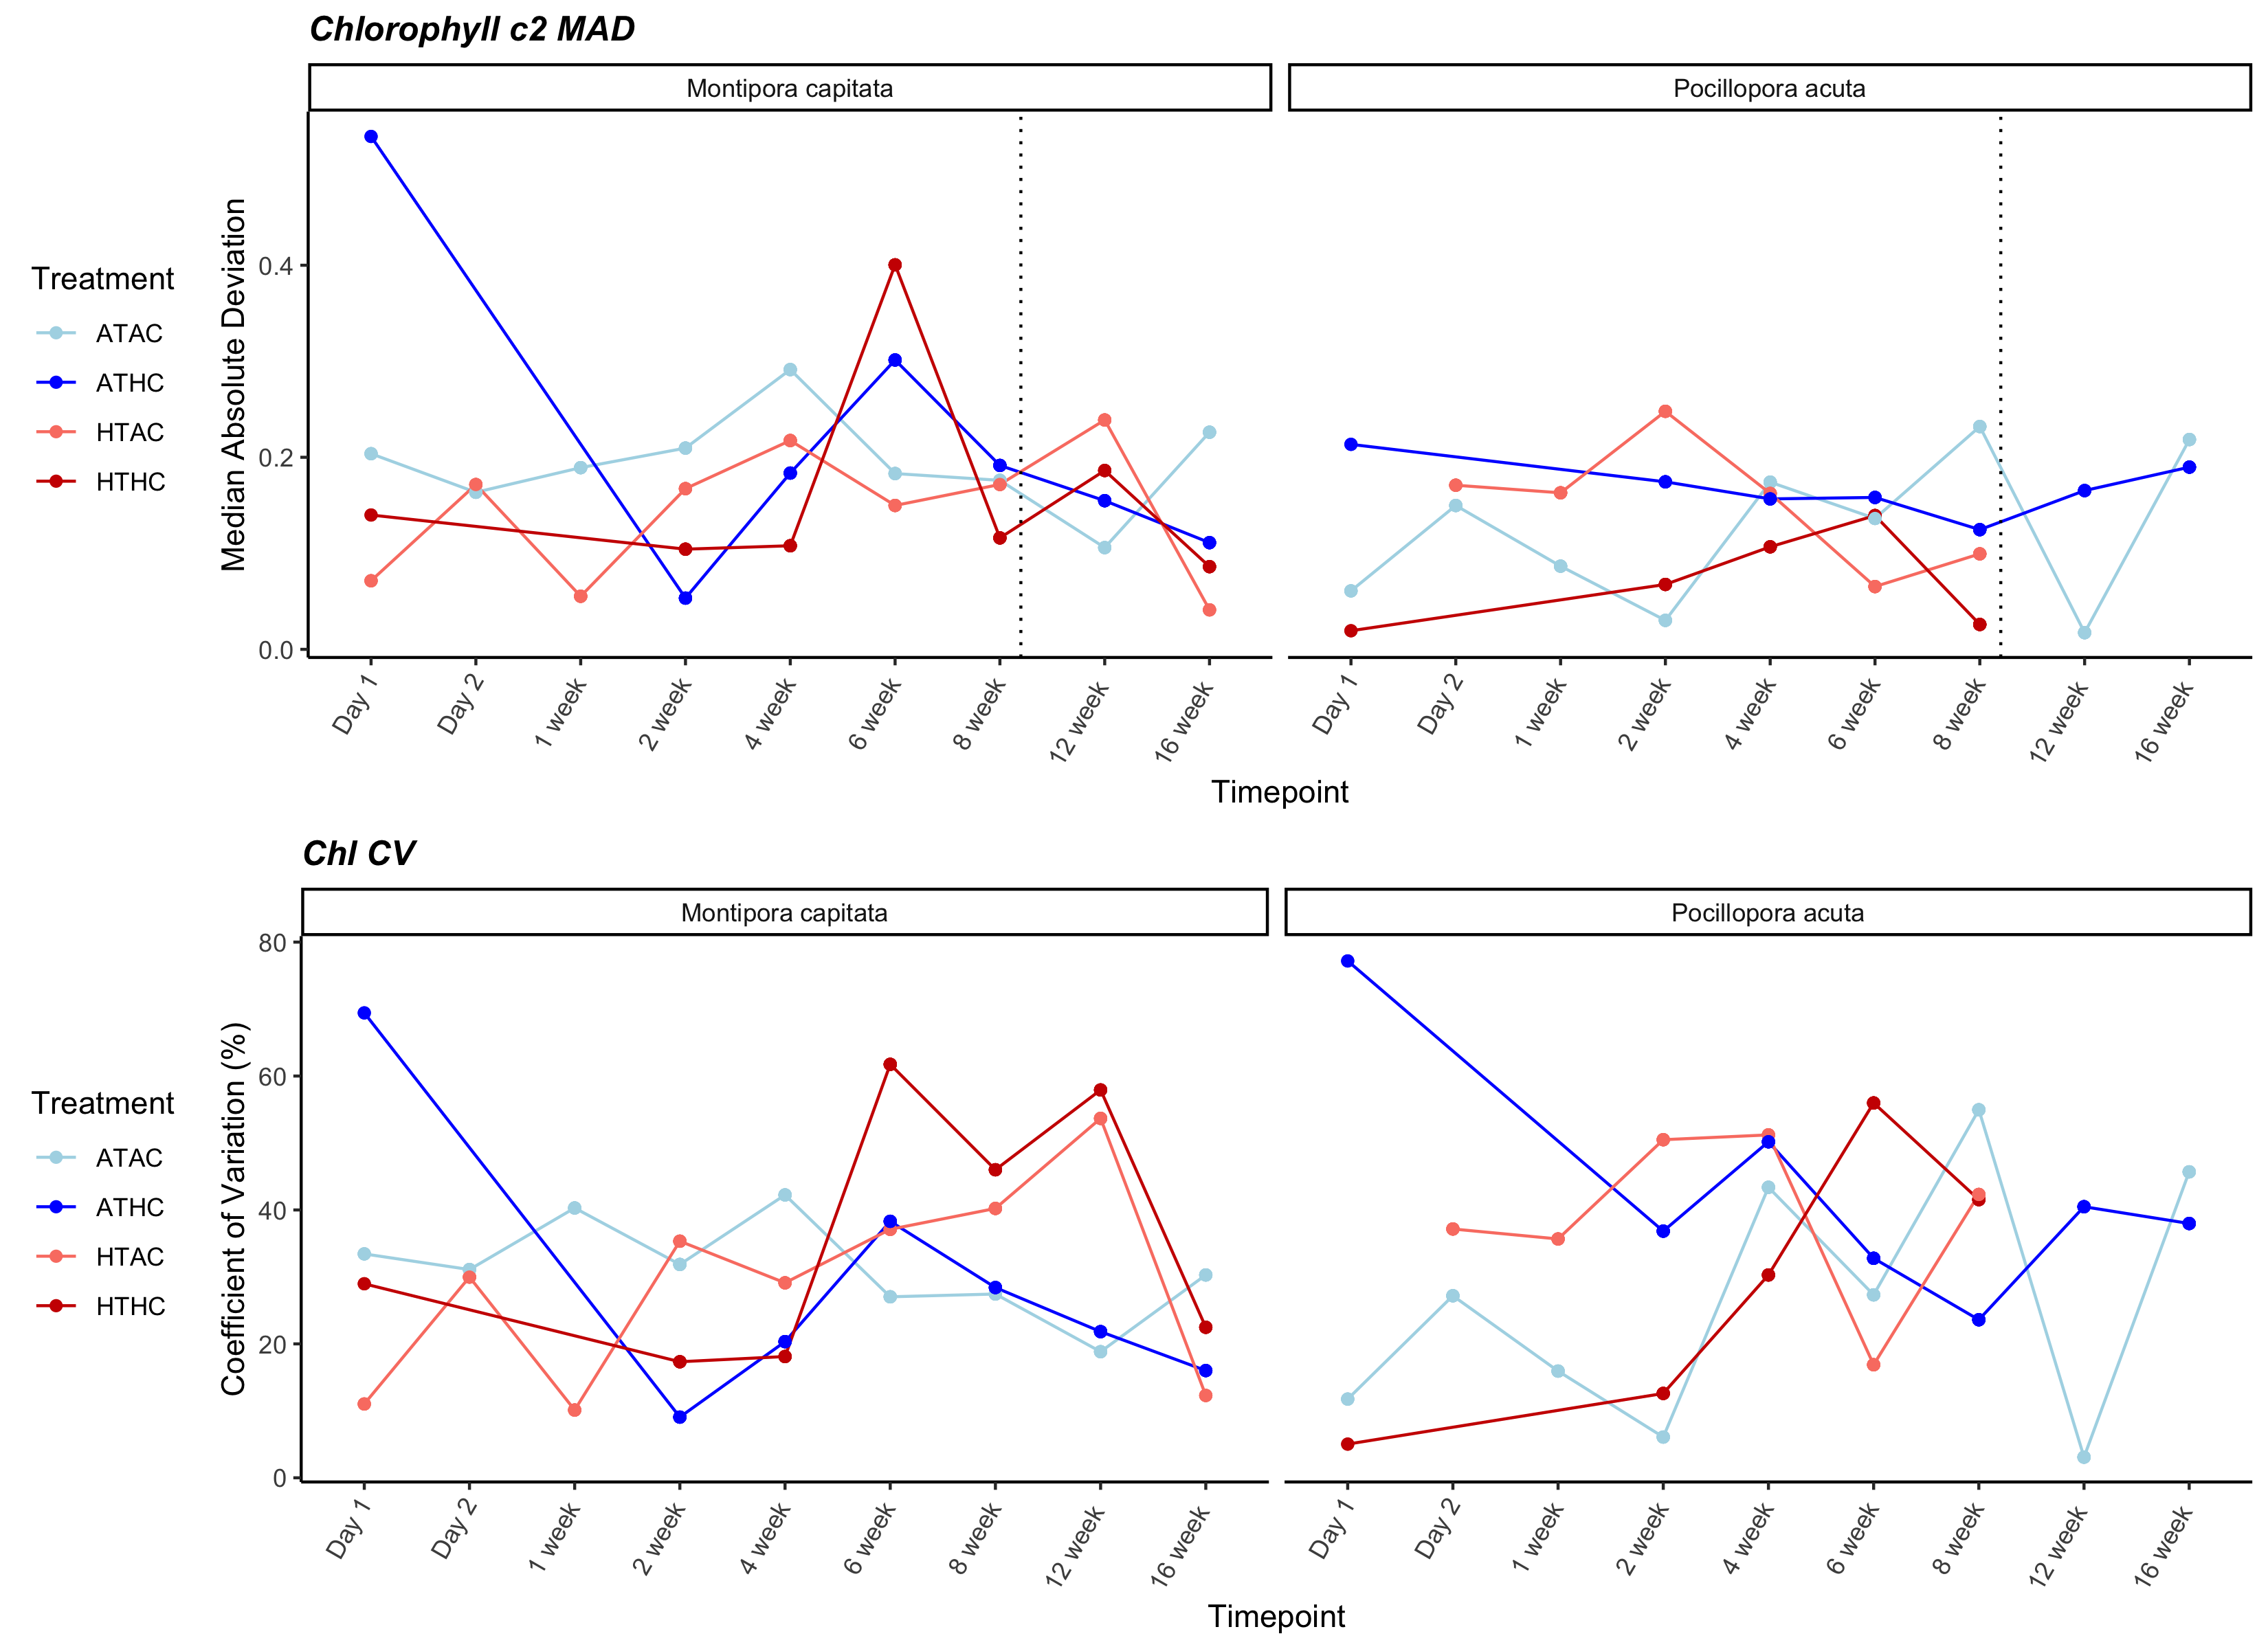 Chlorophyll c2 MAD
Montipora capitata
Pocillopora acuta
Median Absolute Deviation
0.4
0.2
0.0
Treatment
ATAC
ATHC
HTAC
HTHC
Day 1
Day 2
1 week
2 week
4 week
6 week
8 week
12 week
16 week
Day 1
Day 2
1 week
2 week
4 week
6 week
8 week
12 week
16 week
Timepoint
Chl CV
Montipora capitata
Pocillopora acuta
Coefficient of Variation (%)
80
60
40
20
0
Treatment
ATAC
ATHC
HTAC
HTHC
Day 1
Day 2
1 week
2 week
4 week
6 week
8 week
12 week
16 week
Day 1
Day 2
1 week
2 week
4 week
6 week
8 week
12 week
16 week
Timepoint